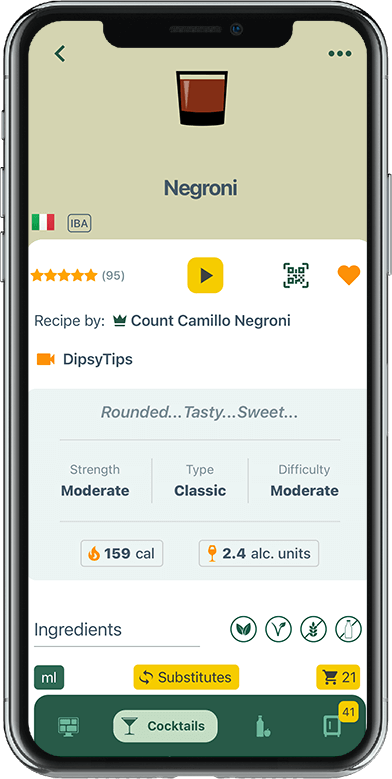 Negroni
IBA
(95)
Recipe by: Count Camillo Negroni
DipsyTips
Rounded...Tasty...Sweet...
Strength Type Difficulty
Moderate Classic Moderate
159 cal 2.4 alc. units
Ingredients
ml Substitutes 21
41
Cocktails